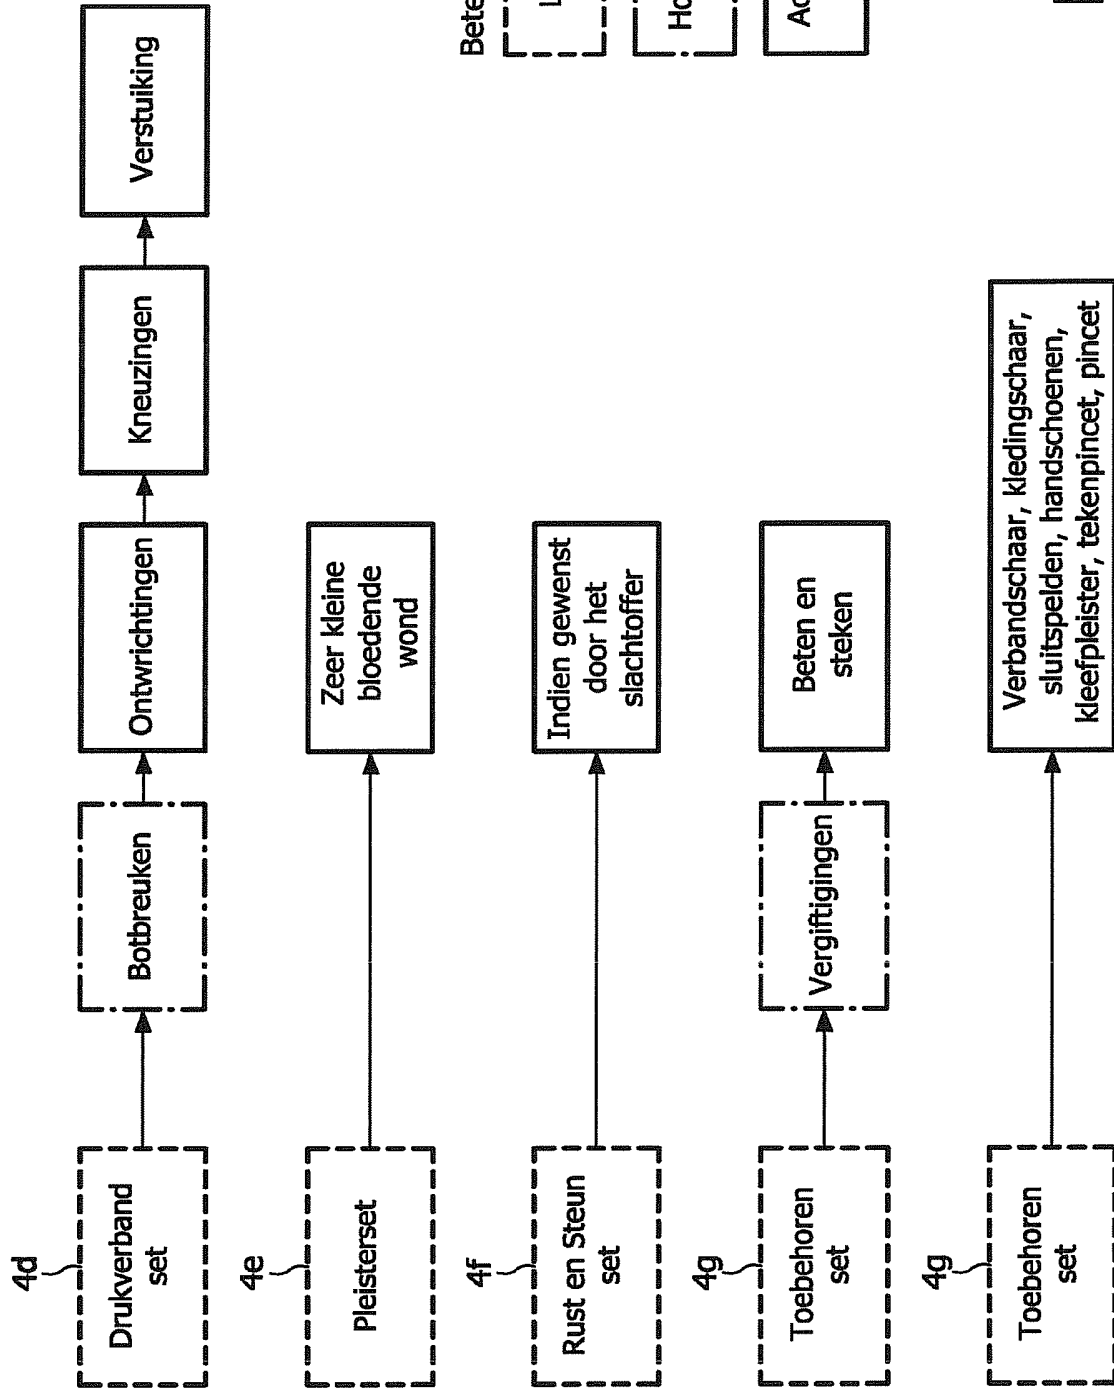 4d
Drukverband
set
Botbreuken
Ontwrichtingen
Kneuzingen
Verstuiking
4e
Pleisterset
Zeer kleine
bloedende
wond
4f
Rust en Steun
set
Indien gewenst
door het
slachtoffer
4g
Toebehoren
set
Vergiftigingen
Beten en
steken
4g
Toebehoren
set
Verbandschaar, kledingschaar,
sluitspelden, handschoenen,
kleefpleister, tekenpincet, pincet
Bete
Ho